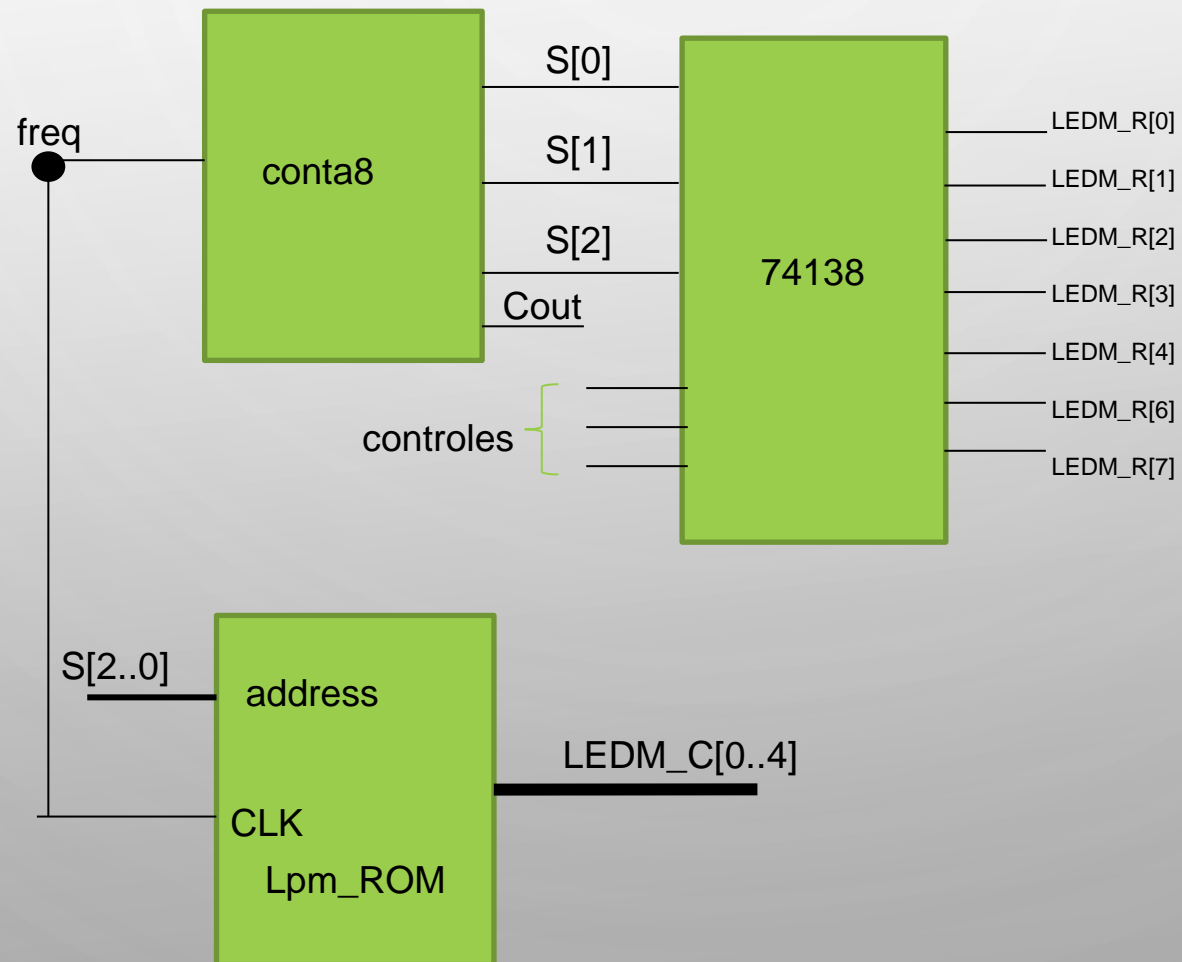 freq
conta8
S[0]
S[1]
S[2]
Cout
controles
74138
LEDM_R[0]
LEDM_R[1]
LEDM_R[2]
LEDM_R[3]
LEDM_R[4]
LEDM_R[6]
LEDM_R[7]
S[2..0]
address
CLK
Lpm_ROM
LEDM_C[0..4]